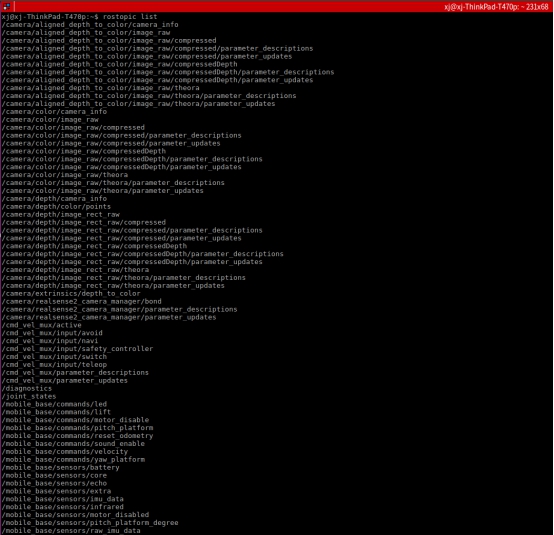 xj@xj-ThinkPad-T470p: ~ 231x68
xj@xj-ThinkPad-T470p:~$ rostopic list
/camera/aligned_depth_to_color/camera_info
/camera/aligned_depth_to_color/image_raw
/camera/aligned_depth_to_color/image_raw/compressed
/camera/aligned_depth_to_color/image_raw/compressed/parameter_descriptions
/camera/aligned_depth_to_color/image_raw/compressed/parameter_updates
/camera/aligned_depth_to_color/image_raw/compressedDepth
/camera/aligned_depth_to_color/image_raw/compressedDepth/parameter_descriptions
/camera/aligned_depth_to_color/image_raw/compressedDepth/parameter_updates
/camera/aligned_depth_to_color/image_raw/theora
/camera/aligned_depth_to_color/image_raw/theora/parameter_descriptions
/camera/aligned_depth_to_color/image_raw/theora/parameter_updates
/camera/color/camera_info
/camera/color/image_raw
/camera/color/image_raw/compressed
/camera/color/image_raw/compressed/parameter_descriptions
/camera/color/image_raw/compressed/parameter_updates
/camera/color/image_raw/compressedDepth
/camera/color/image_raw/compressedDepth/parameter_descriptions
/camera/color/image_raw/compressedDepth/parameter_updates
/camera/color/image_raw/theora
/camera/color/image_raw/theora/parameter_descriptions
/camera/color/image_raw/theora/parameter_updates
/camera/depth/camera_info
/camera/depth/color/points
/camera/depth/image_rect_raw
/camera/depth/image_rect_raw/compressed
/camera/depth/image_rect_raw/compressed/parameter_descriptions
/camera/depth/image_rect_raw/compressed/parameter_updates
/camera/depth/image_rect_raw/compressedDepth
/camera/depth/image_rect_raw/compressedDepth/parameter_descriptions
/camera/depth/image_rect_raw/compressedDepth/parameter_updates
/camera/depth/image_rect_raw/theora
/camera/depth/image_rect_raw/theora/parameter_descriptions
/camera/depth/image_rect_raw/theora/parameter_updates
/camera/extrinsics/depth_to_color
/camera/realsense2_camera_manager/bond
/camera/realsense2_camera_manager/parameter_descriptions
/camera/realsense2_camera_manager/parameter_updates
/cmd_vel_mux/active
/cmd_vel_mux/input/avoid
/cmd_vel_mux/input/navi
/cmd_vel_mux/input/safety_controller
/cmd_vel_mux/input/switch
/cmd_vel_mux/input/teleop
/cmd_vel_mux/parameter_descriptions
/cmd_vel_mux/parameter_updates
/diagnostics
/joint_states
/mobile_base/commands/led
/mobile_base/commands/lift
/mobile_base/commands/motor_disable
/mobile_base/commands/pitch_platform
/mobile_base/commands/reset_odometry
/mobile_base/commands/sound_enable
/mobile_base/commands/velocity
/mobile_base/commands/yaw_platform
/mobile_base/sensors/battery
/mobile_base/sensors/core
/mobile_base/sensors/echo
/mobile_base/sensors/extra
/mobile_base/sensors/imu_data
/mobile_base/sensors/infrared
/mobile_base/sensors/motor_disabled
/mobile_base/sensors/pitch_platform_degree
/mobile_base/sensors/raw_imu_data